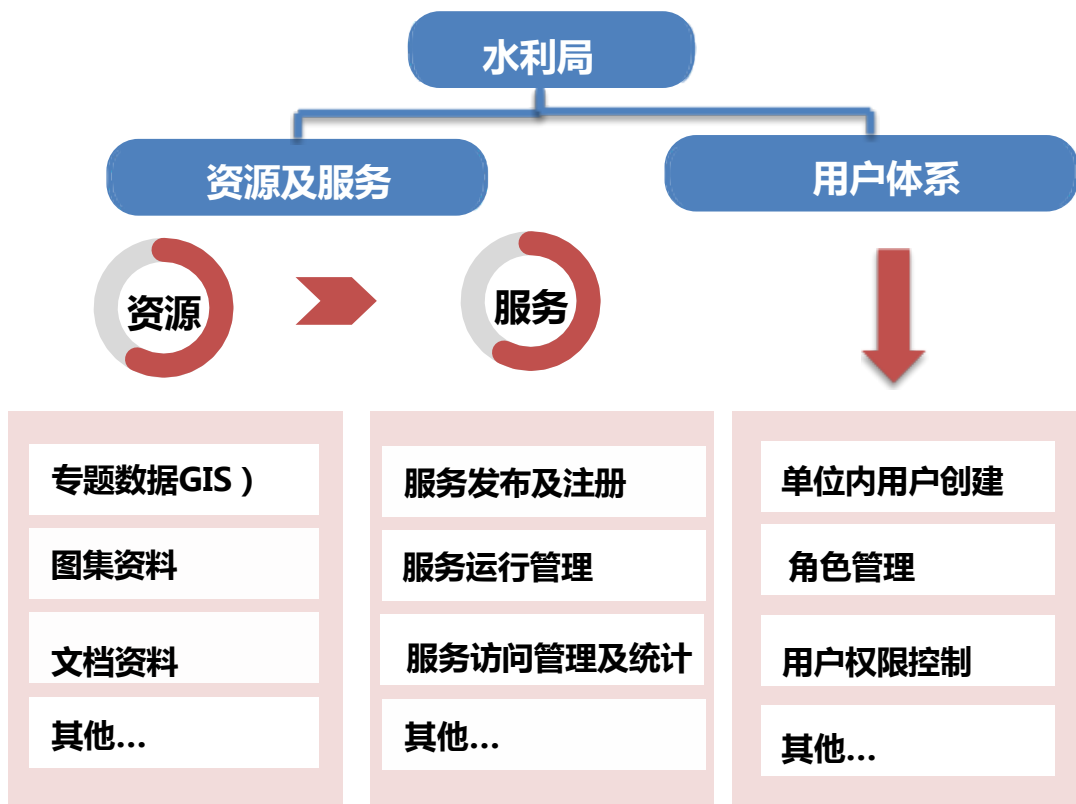 水利局
资源及服务
用户体系
资源
服务
专题数据GIS）
图集资料
文档资料
其他...
服务发布及注册
服务运行管理
服务访问管理及统计
其他...
单位内用户创建
角色管理
用户权限控制
其他...